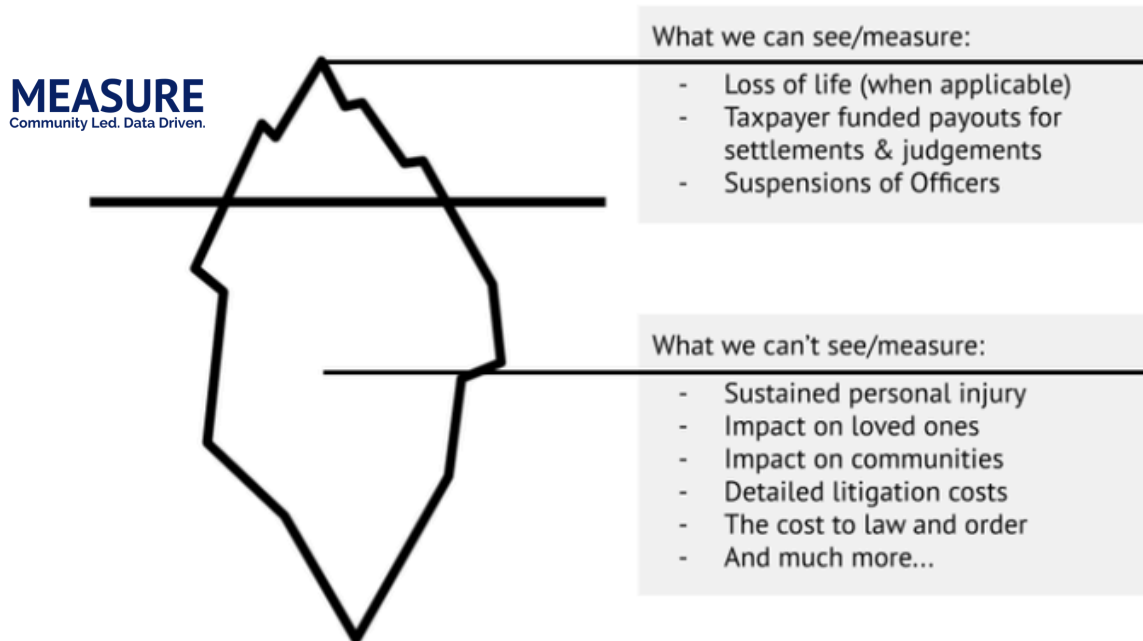 MEASURE
Community Led. Data Driven.
What we can see/measure:
- Loss of life (when applicable)
- Taxpayer funded payouts for
settlements & judgements
- Suspensions of Officers
What we can't see/measure:
- Sustained personal injury
- Impact on loved ones
- Impact on communities
- Detailed litigation costs
- The cost to law and order
- And much more...